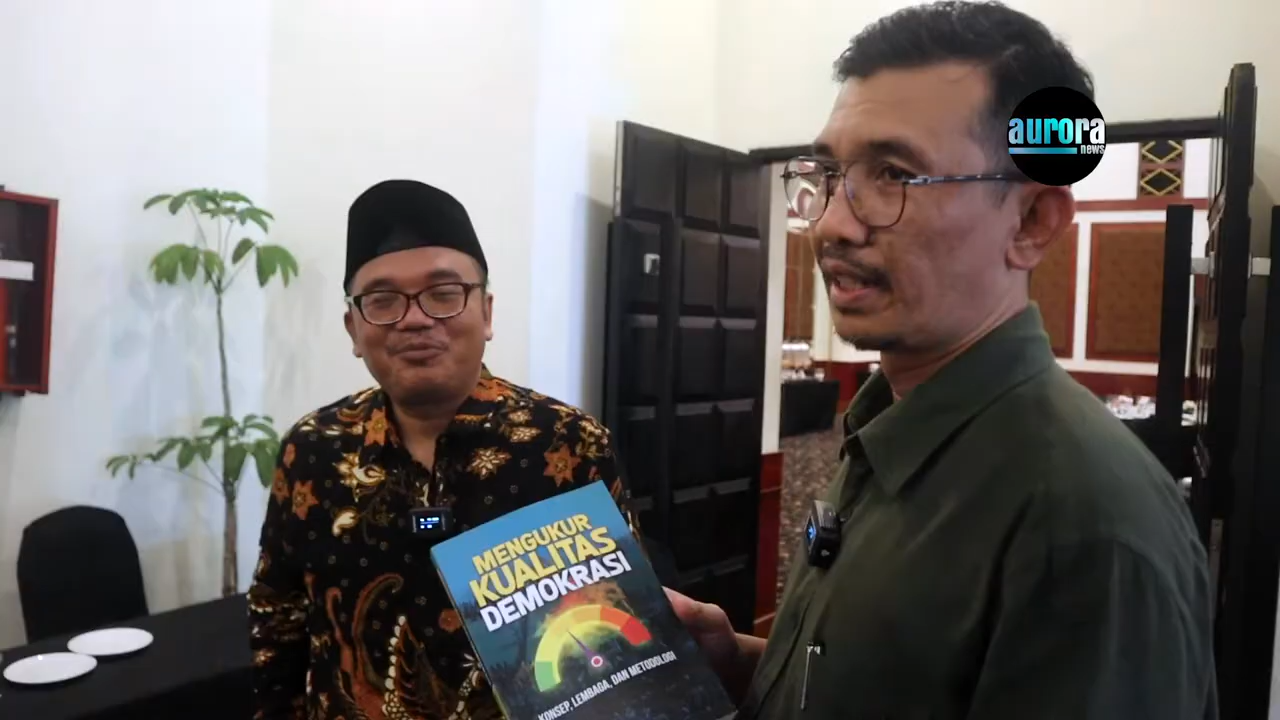 aurora
news
MENGUKUR
KUALITAS
DEMOKRASI
KONSEP, LEMBAGA, DAN METODOLOGI